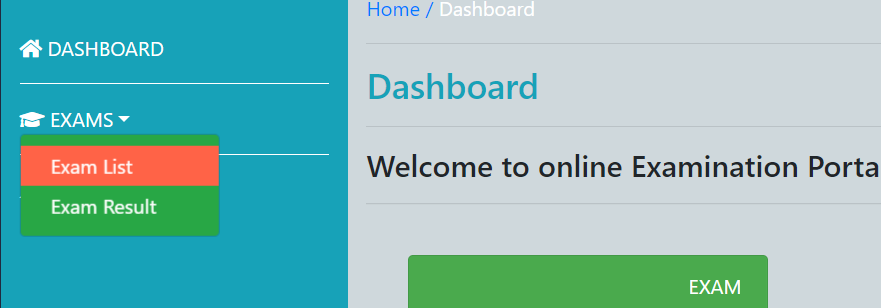 Home / Dashboard
DASHBOARD
EXAMS
Exam List
Exam Result
Dashboard
Welcome to online Examination Porta
EXAM